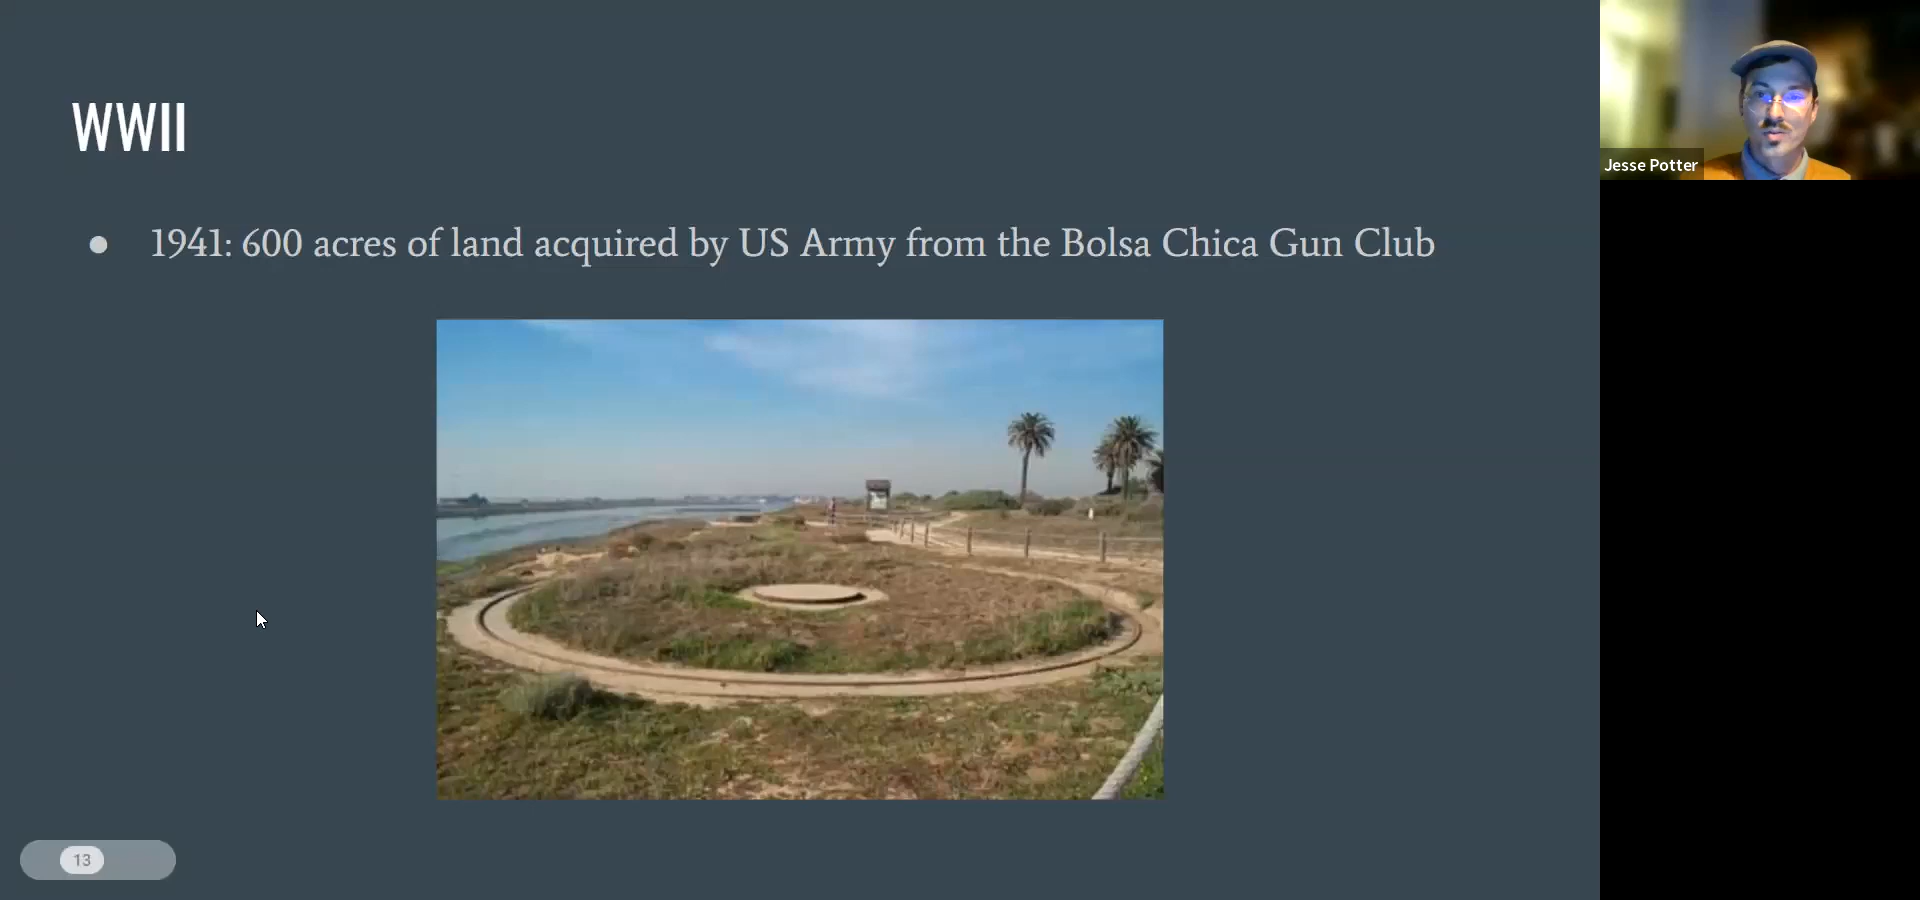 WWII
1941: 600 acres of land acquired by US Army from the Bolsa Chica Gun Club
Jesse Potter
13